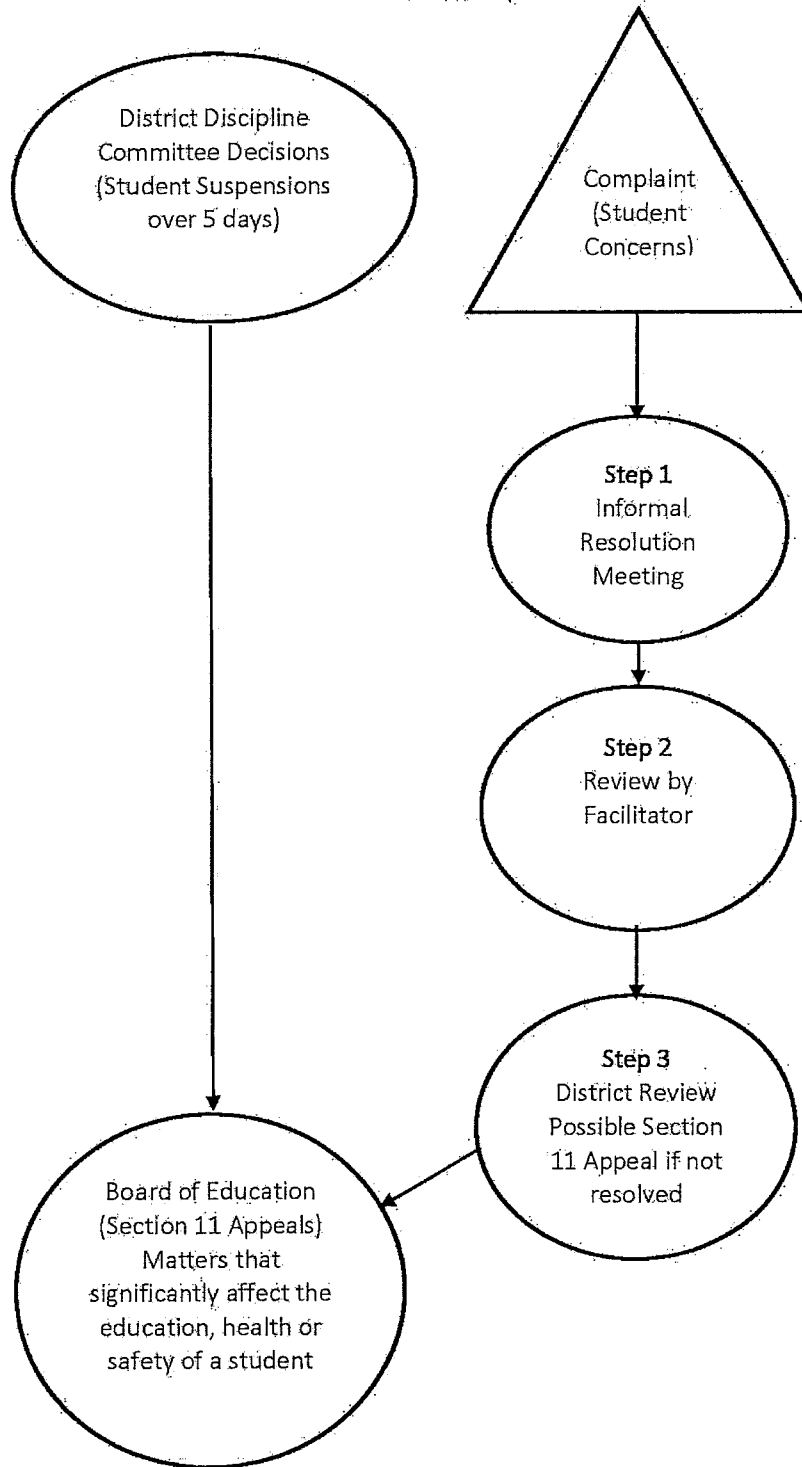 District Discipline
Committee Decisions
(Student Suspensions
over 5 days)
Complaint
(Student
Concerns)
Step 1
Informal
Resolution
Meeting
Step 2
Review by
Facilitator
Step 3
District Review
Possible Section
11 Appeal if not
resolved
Board of Education
(Section 11 Appeals)
Matters that
significantly affect the
education, health or
safety of a student